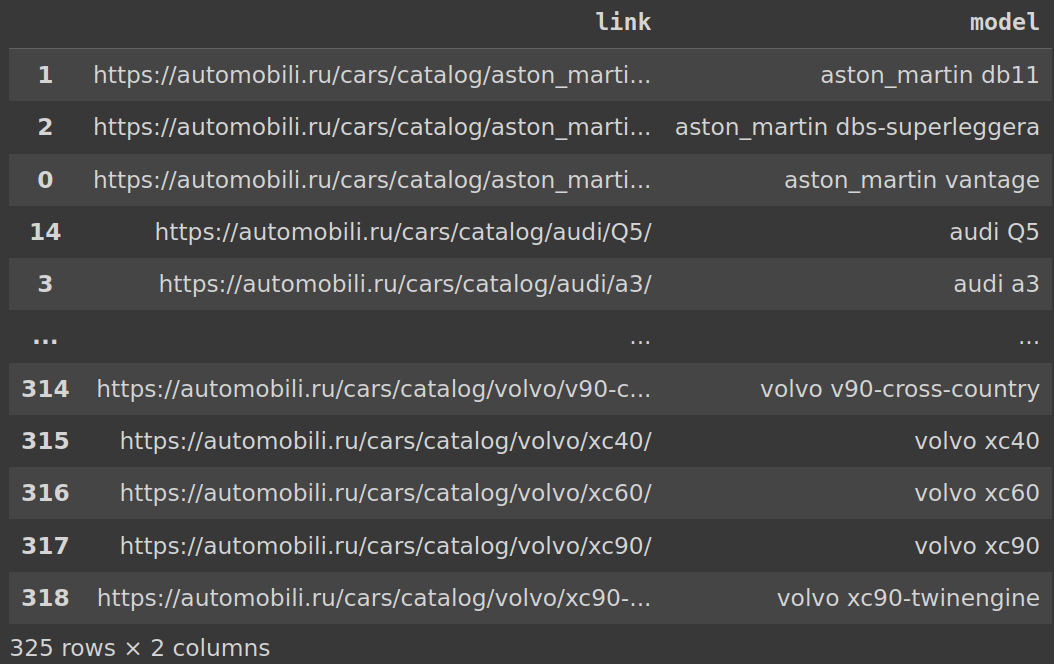 link model
1 https://automobili.ru/cars/catalog/aston_marti... aston_martin db11
2 https://automobili.ru/cars/catalog/aston_marti... aston_martin dbs-superleggera
0 https://automobili.ru/cars/catalog/aston_marti... aston_martin vantage
14 https://automobili.ru/cars/catalog/audi/Q5/ audi Q5
3 https://automobili.ru/cars/catalog/audi/a3/ audi a3
... ... ...
314 https://automobili.ru/cars/catalog/volvo/v90-c... volvo v90-cross-country
315 https://automobili.ru/cars/catalog/volvo/xc40/ volvo xc40
316 https://automobili.ru/cars/catalog/volvo/xc60/ volvo xc60
317 https://automobili.ru/cars/catalog/volvo/xc90/ volvo xc90
318 https://automobili.ru/cars/catalog/volvo/xc90-... volvo xc90-twinengine
325 rows × 2 columns